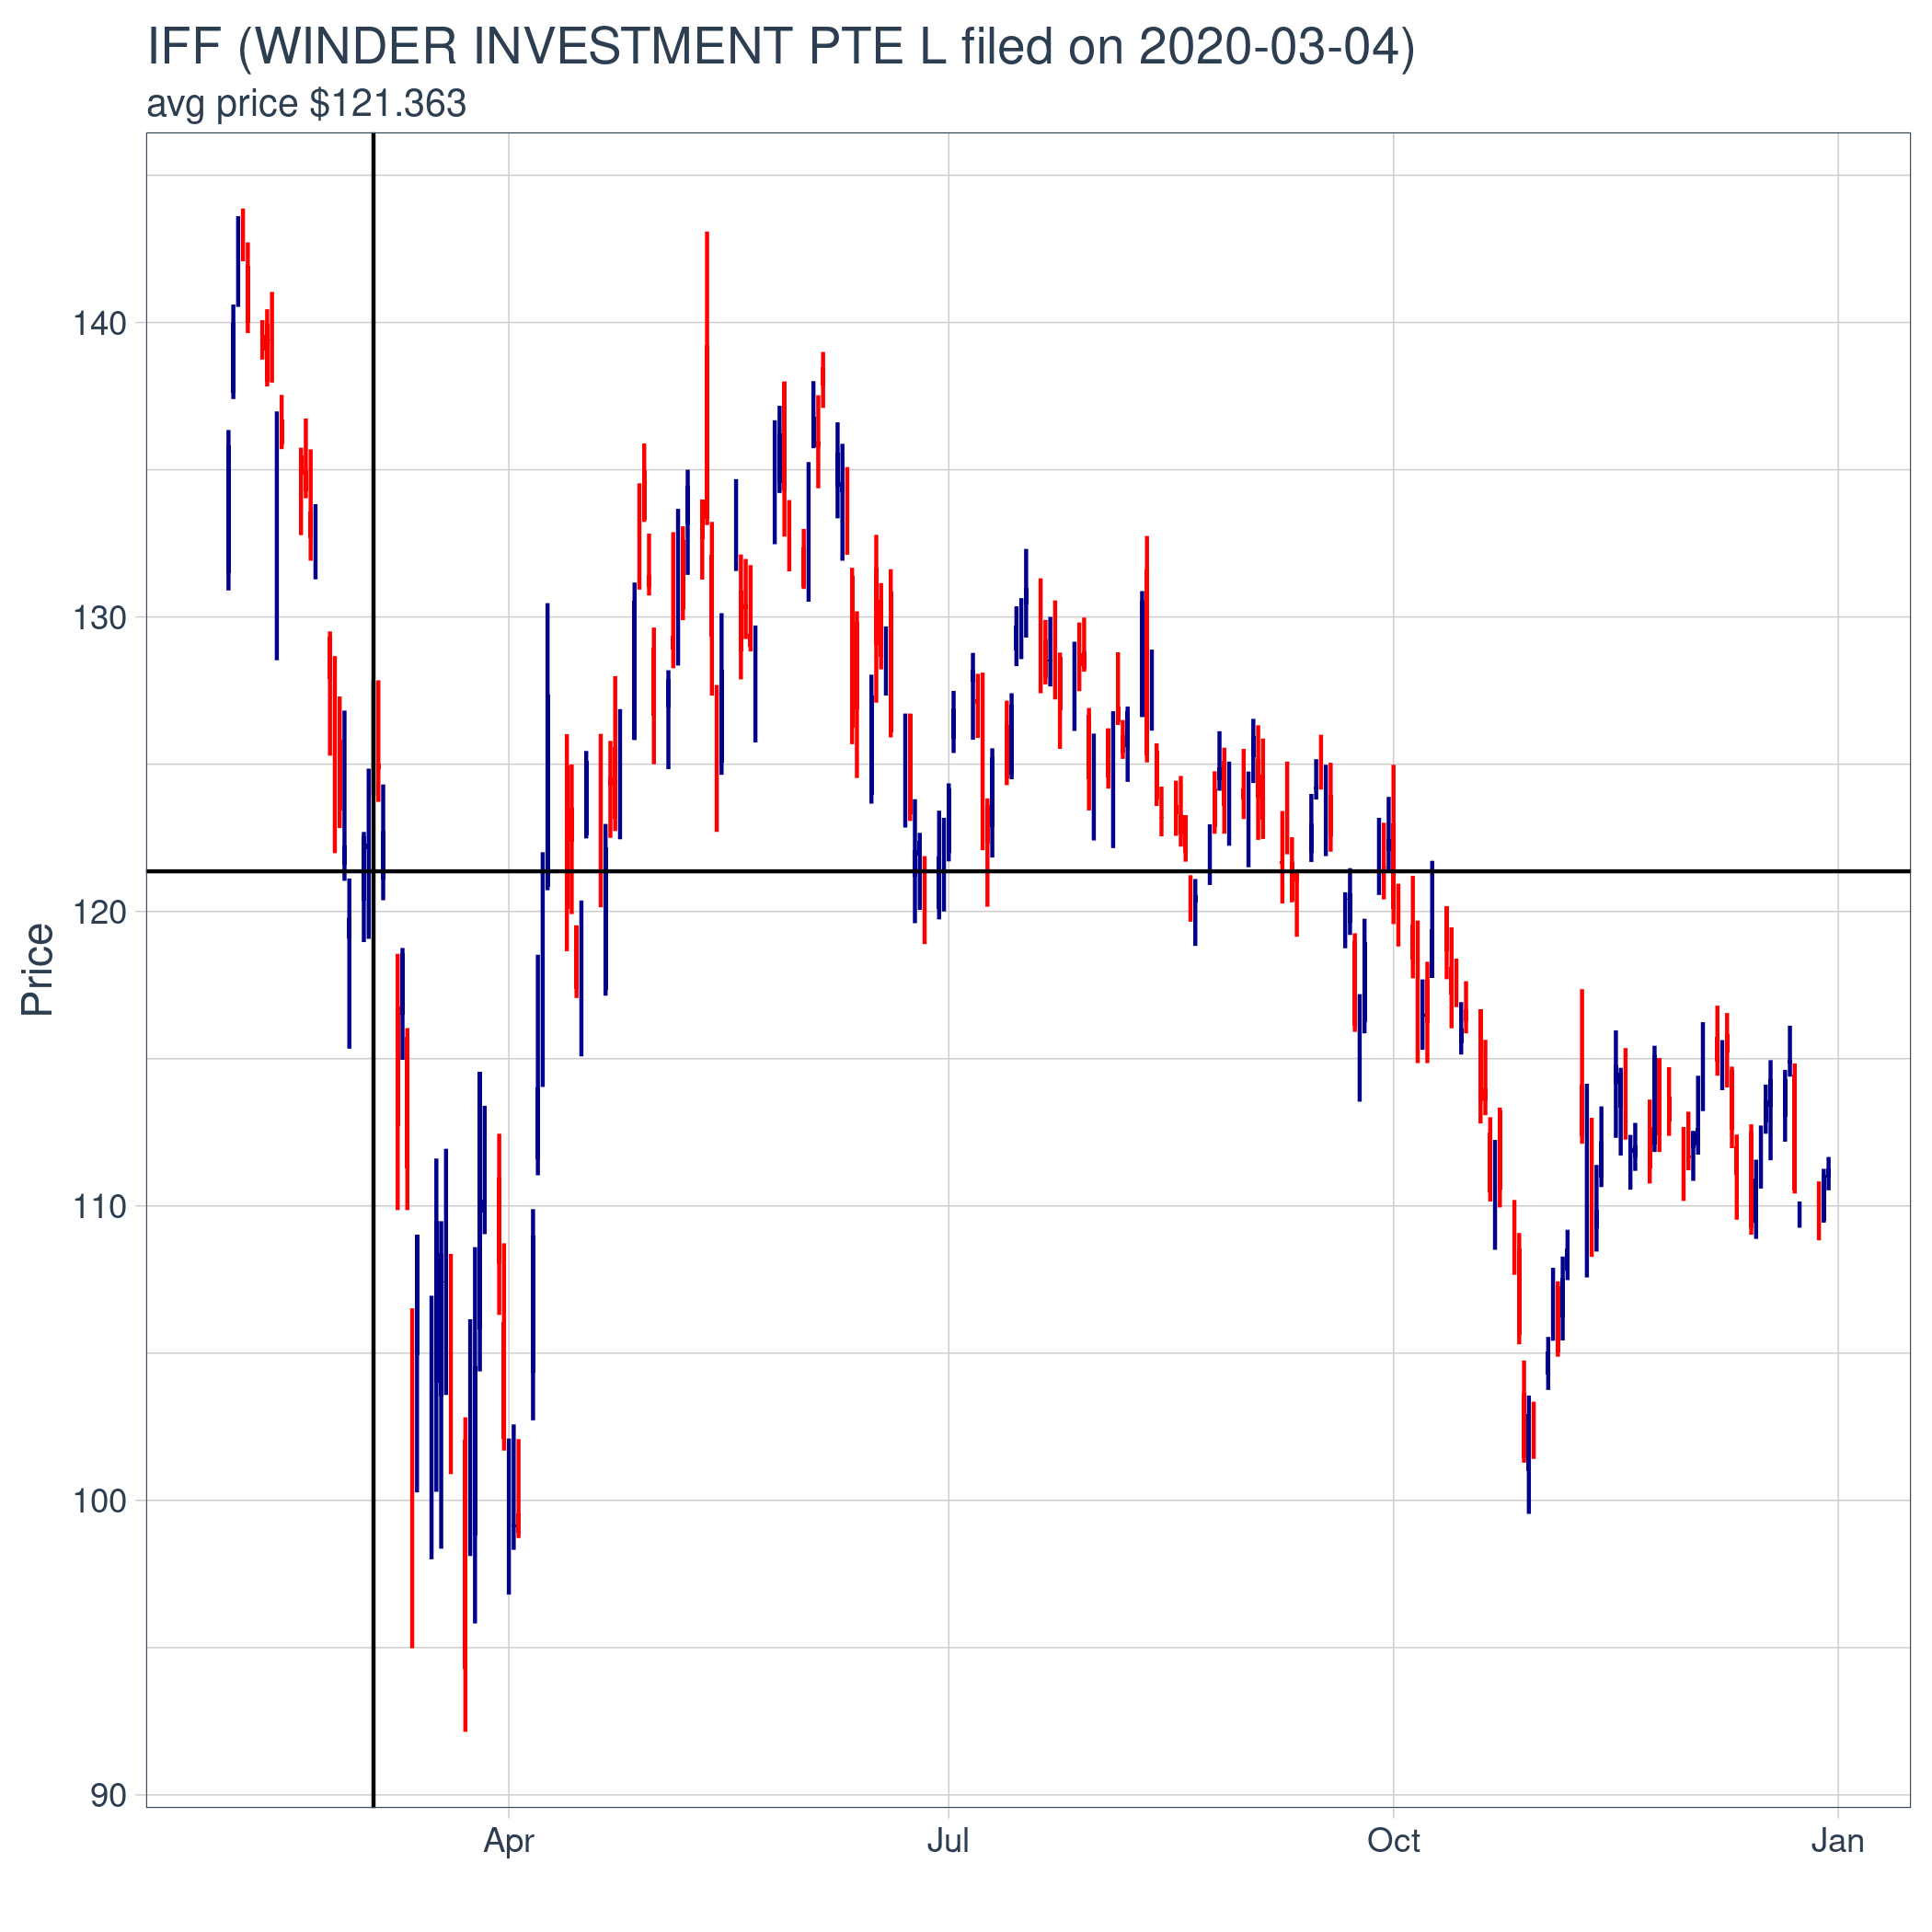 IFF (WINDER INVESTMENT PTE L filed on 2020-03-04)
avg price $121.363
140
130
120
110
100
90
Price
Apr Jul Oct Jan